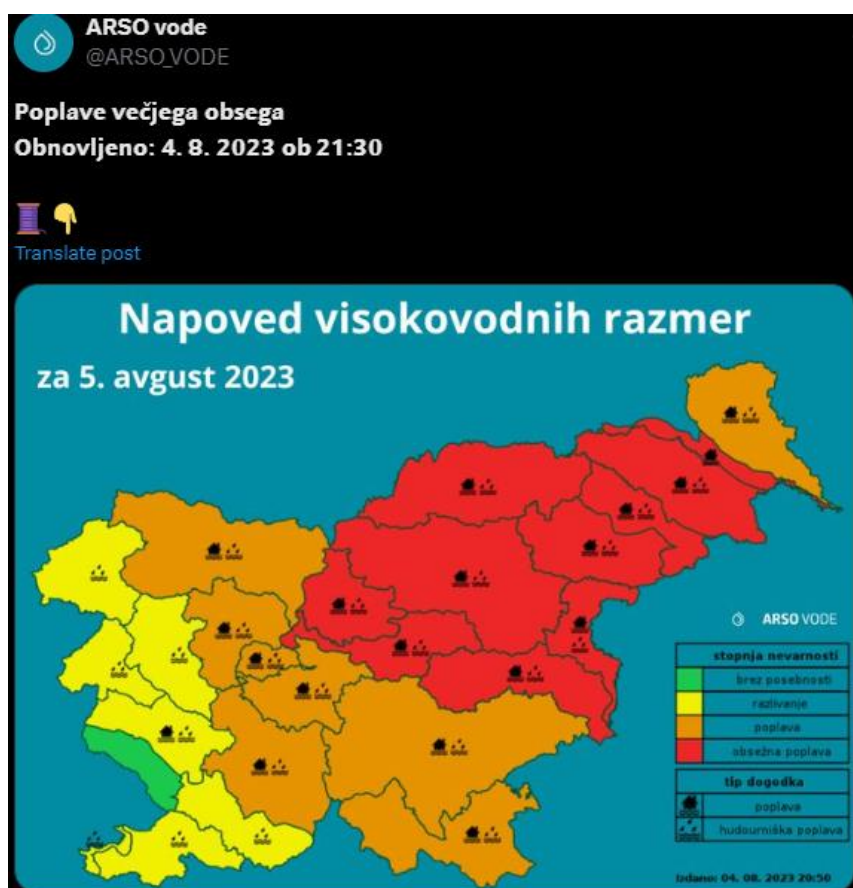 ARSO vode
@ARSO_VODE
Poplave večjega obsega
Obnovljeno: 4. 8. 2023 ob 21:30
🧵👇
Translate post
Napoved visokovodnih razmer
za 5. avgust 2023
ARSO VODE
stopnja nevarnosti
brez posebnosti
razlivanje
poplava
obsežna poplava
tip dogodka
poplava
hudourniška poplava
Izdano: 04. 08. 2023 20:50